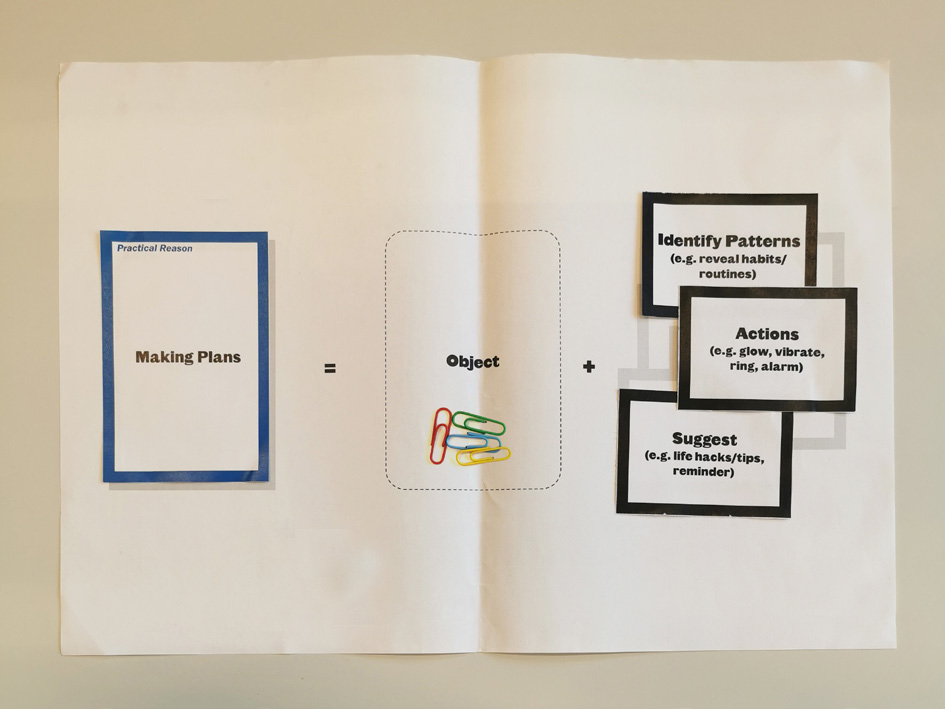 Practical Reason
Making Plans
=
Object
+
Identify Patterns
(e.g. reveal habits/
routines)
Actions
(e.g. glow, vibrate,
ring, alarm)
Suggest
(e.g. life hacks/tips,
reminder)